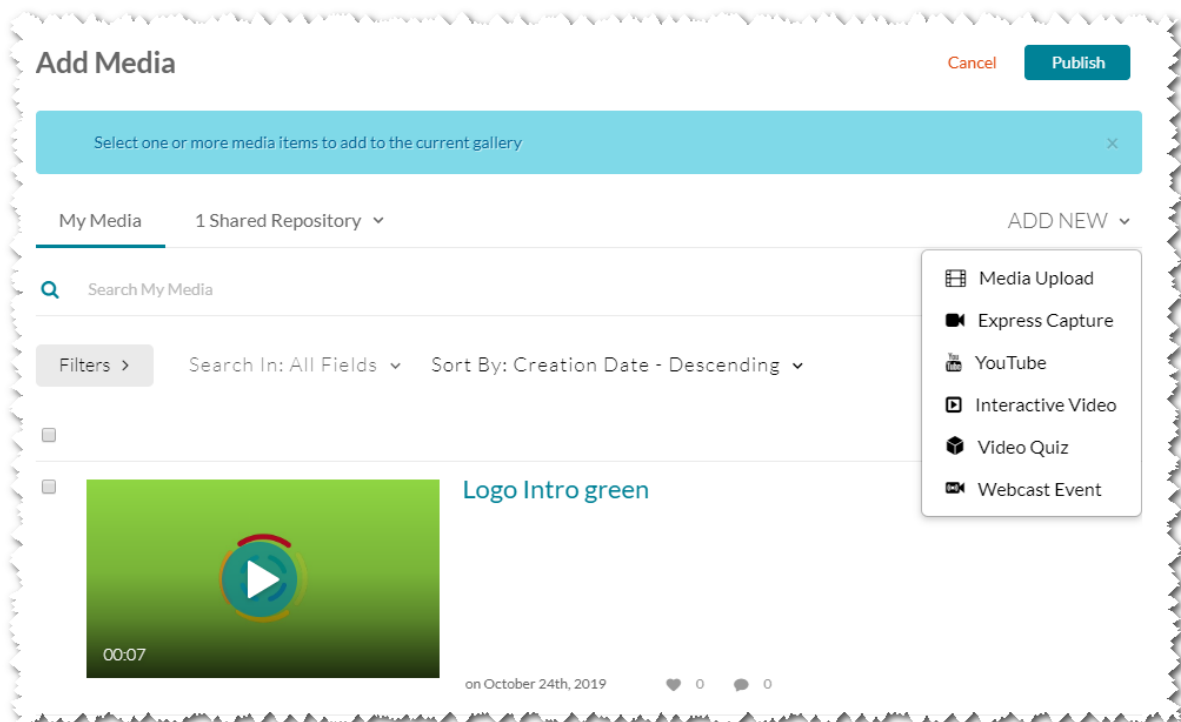 Add Media
Cancel
Publish
Select one or more media items to add to the current gallery
×
My Media
1 Shared Repository
ADD NEW
Search My Media
Media Upload
Express Capture
Filters >
Search In: All Fields
Sort By: Creation Date - Descending
You Tube
YouTube
Interactive Video
Video Quiz
Webcast Event
Logo Intro green
00:07
on October 24th, 2019
0
0